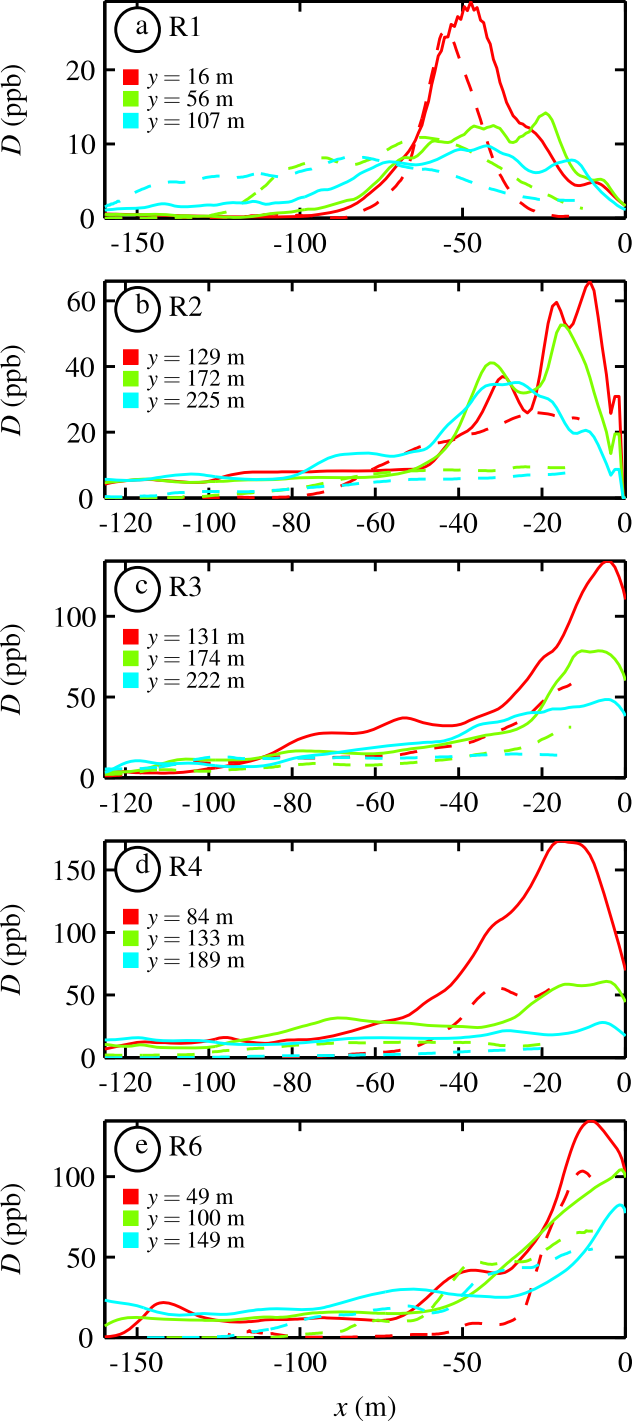 a R1
D (ppb)
y = 16 m
y = 56 m
y = 107 m
20
10
0
-150 -100 -50 0
b R2
D (ppb)
y = 129 m
y = 172 m
y = 225 m
60
40
20
0
-120 -100 -80 -60 -40 -20 0
c R3
D (ppb)
y = 131 m
y = 174 m
y = 222 m
100
50
0
-120 -100 -80 -60 -40 -20 0
d R4
D (ppb)
y = 84 m
y = 133 m
y = 189 m
150
100
50
0
-120 -100 -80 -60 -40 -20 0
e R6
D (ppb)
y = 49 m
y = 100 m
y = 149 m
100
50
0
-150 -100 -50 0
x (m)